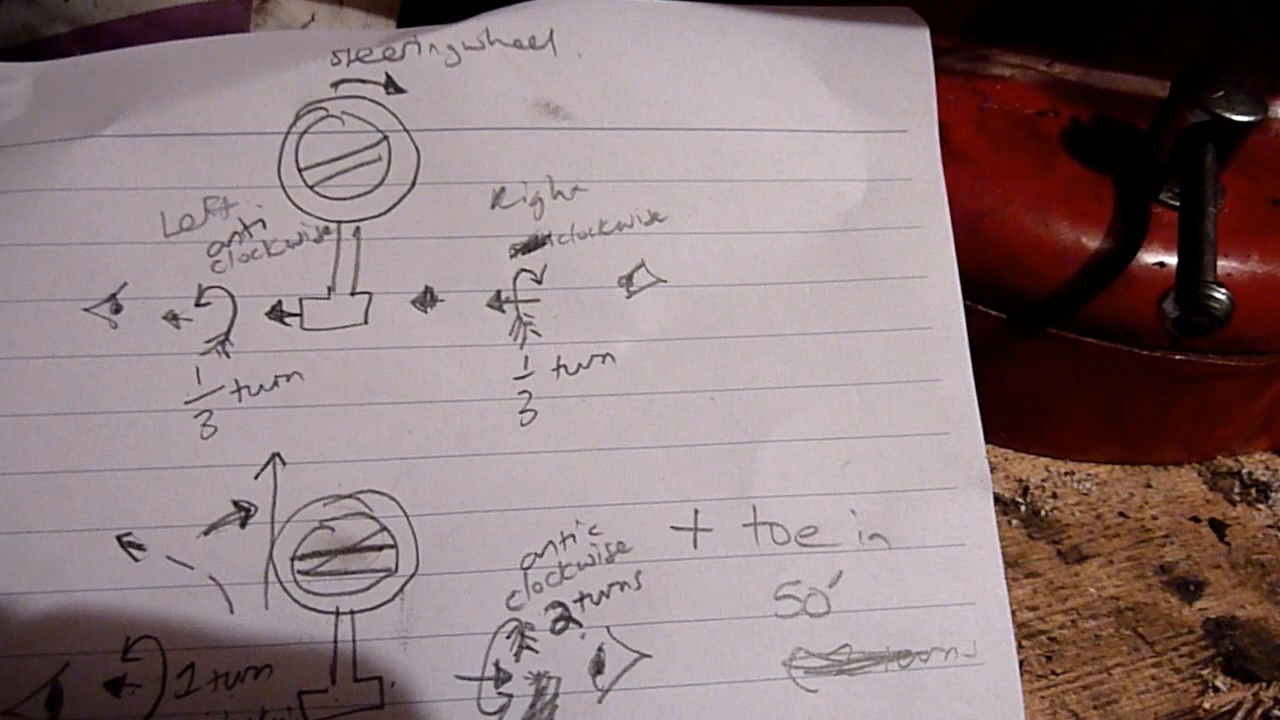 steeringwheel.
Left
anti
clockwise
Right
clockwise
1/3 turn
1/3 turn
+ toe in
50'
antic
clockwise
2 turns
1 turn